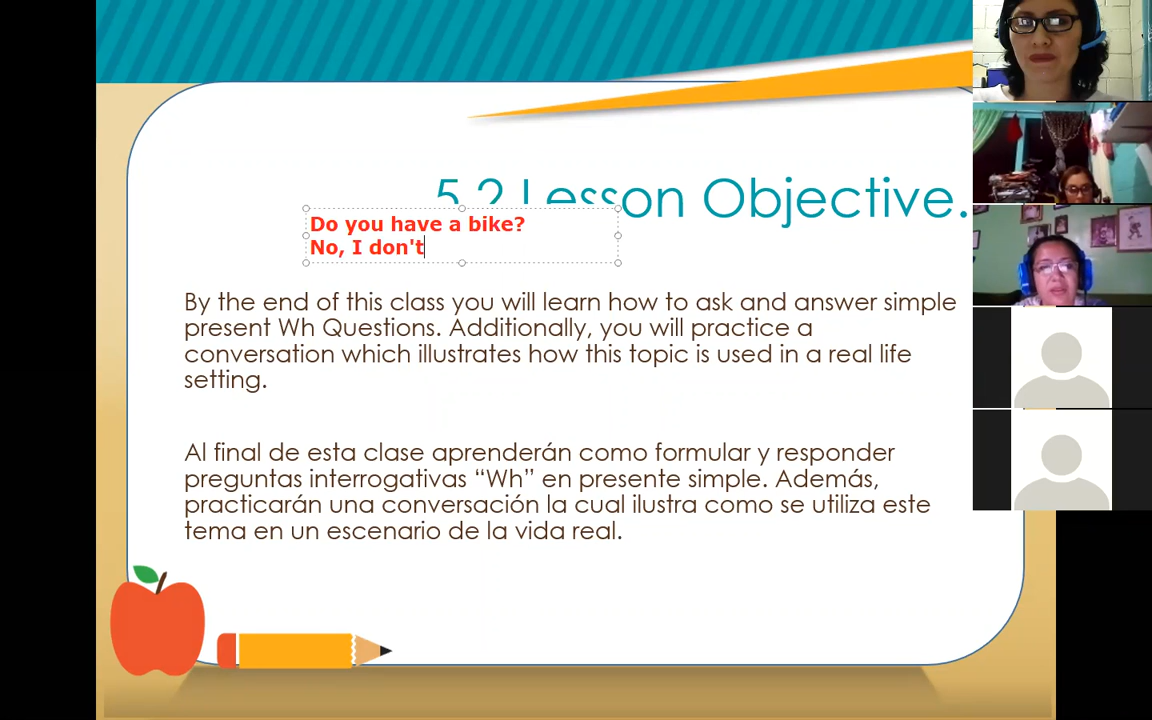 5.2 Lesson Objective.
Do you have a bike?
No, I don't
By the end of this class you will learn how to ask and answer simple
present Wh Questions. Additionally, you will practice a
conversation which illustrates how this topic is used in a real life
setting.
Al final de esta clase aprenderán como formular y responder
preguntas interrogativas “Wh” en presente simple. Además,
practicarán una conversación la cual ilustra como se utiliza este
tema en un escenario de la vida real.